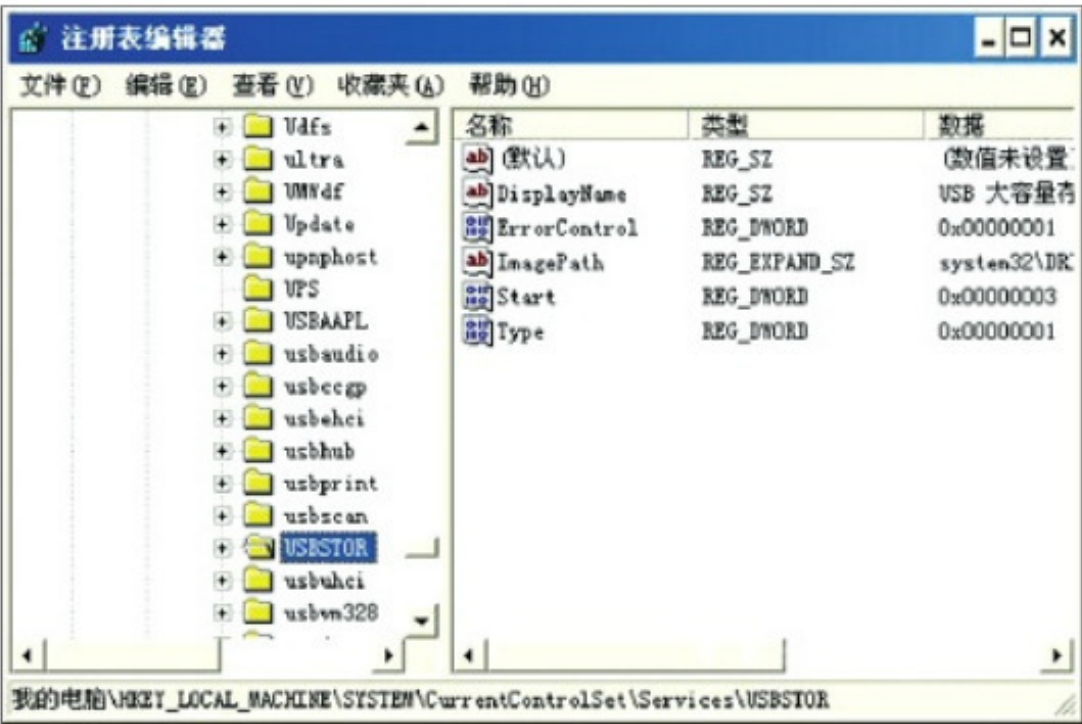 注册表编辑器
文件(F) 编辑(E) 查看(V) 收藏夹(A) 帮助(H)
Udfs
ultra
UMWdf
Update
upnphost
UPS
USBAAPL
usbaudio
usbccgp
usbehci
usbhub
usbprint
usbscan
USBSTOR
usbuhci
usbvm328
名称 类型 数据
(默认) REG_SZ (数值未设置
DisplayName REG_SZ USB 大容量存
ErrorControl REG_DWORD 0x00000001
ImagePath REG_EXPAND_SZ system32\DR
Start REG_DWORD 0x00000003
Type REG_DWORD 0x00000001
我的电脑\HKEY_LOCAL_MACHINE\SYSTEM\CurrentControlSet\Services\USBSTOR